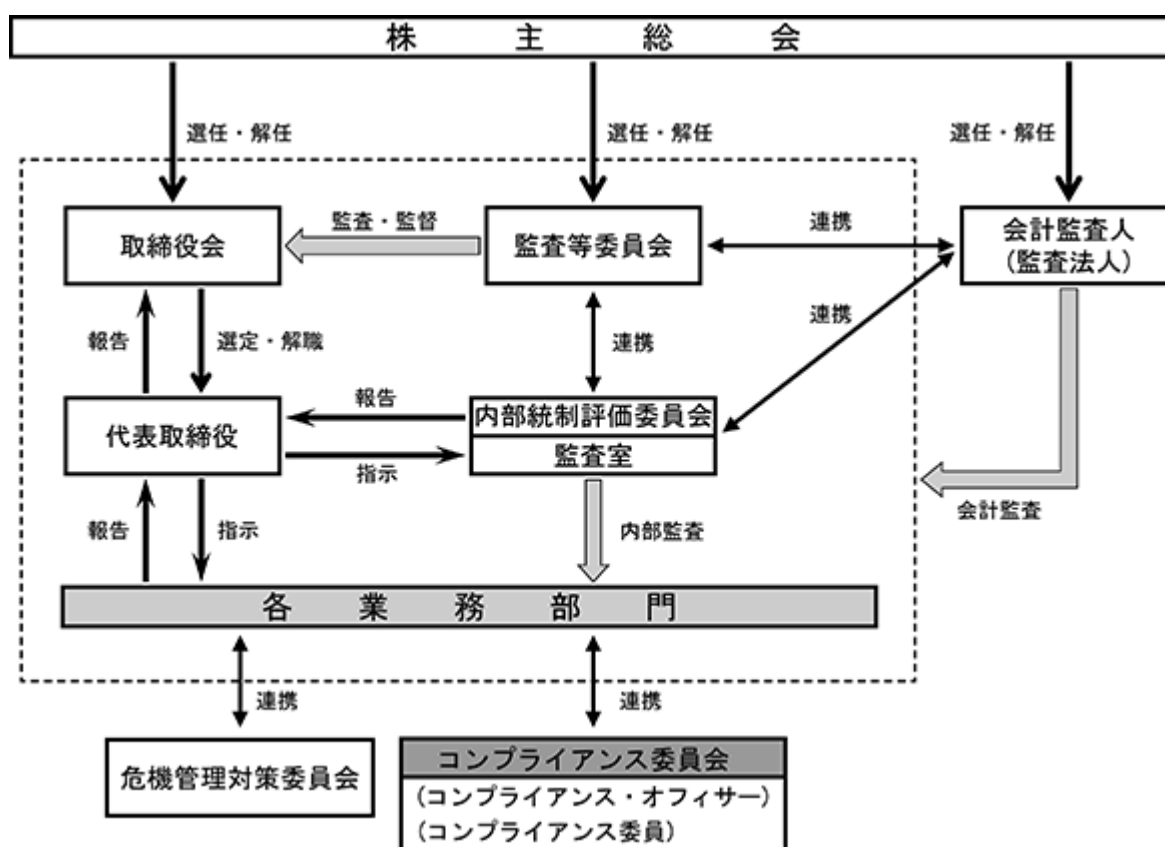 株主総会
選任・解任
選任・解任
選任・解任
取締役会
監査・監督
監査等委員会
連携
会計監査人
（監査法人）
報告
選定・解職
連携
連携
代表取締役
報告
指示
内部統制評価委員会
監査室
報告
指示
内部監査
会計監査
各業務部門
連携
連携
危機管理対策委員会
コンプライアンス委員会
（コンプライアンス・オフィサー）
（コンプライアンス委員）